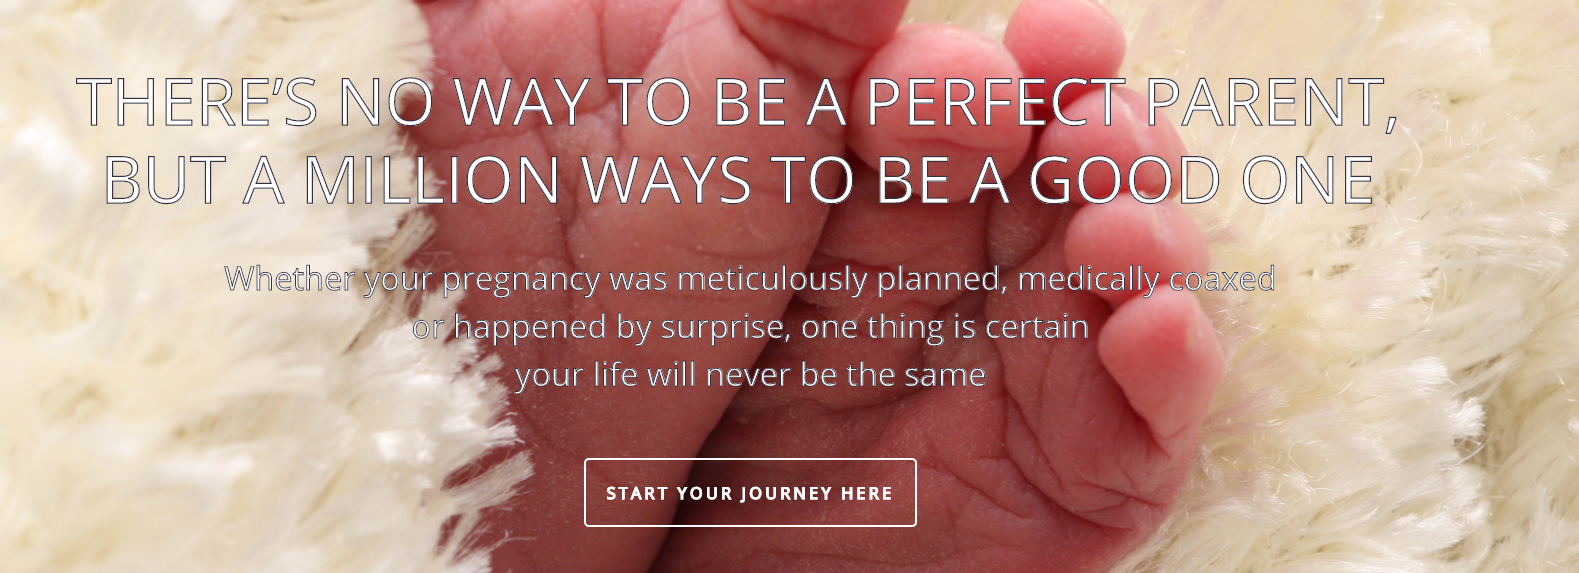 THERE’S NO WAY TO BE A PERFECT PARENT,
BUT A MILLION WAYS TO BE A GOOD ONE
Whether your pregnancy was meticulously planned, medically coaxed
or happened by surprise, one thing is certain
your life will never be the same
START YOUR JOURNEY HERE